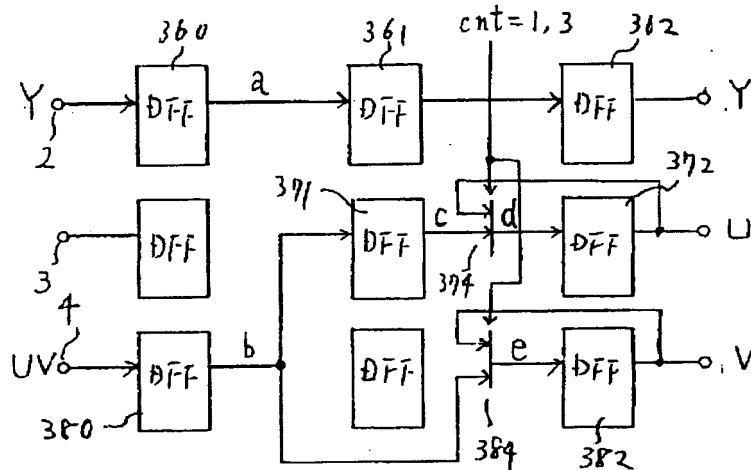 360
361
cnt=1,3
362
Y
DFF
a
DFF
DFF
Y
2
371
372
DFF
DFF
c
d
DFF
U
3
374
4
UV
DFF
b
DFF
e
DFF
V
380
384
382